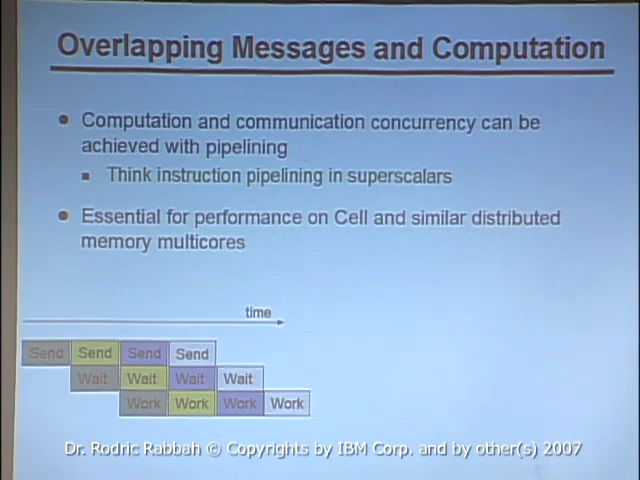 Overlapping Messages and Computation
Computation and communication concurrency can be
achieved with pipelining
Think instruction pipelining in superscalars
Essential for performance on Cell and similar distributed
memory multicores
time
Send Send Send Send
Wait Wait Wait Wait
Work Work Work Work
Dr. Rodric Rabbah © Copyrights by IBM Corp. and by other(s) 2007